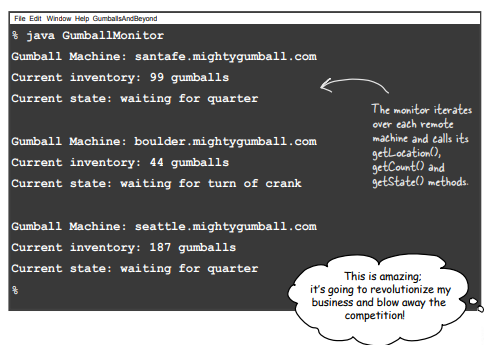 File Edit Window Help GumballsAndBeyond
% java GumballMonitor
Gumball Machine: santafe.mightygumball.com
Current inventory: 99 gumballs
Current state: waiting for quarter
The monitor iterates
over each remote
machine and calls its
getLocation(),
getCount() and
getState() methods.
Gumball Machine: boulder.mightygumball.com
Current inventory: 44 gumballs
Current state: waiting for turn of crank
Gumball Machine: seattle.mightygumball.com
Current inventory: 187 gumballs
Current state: waiting for quarter
%
This is amazing;
it's going to revolutionize my
business and blow away the
competition!